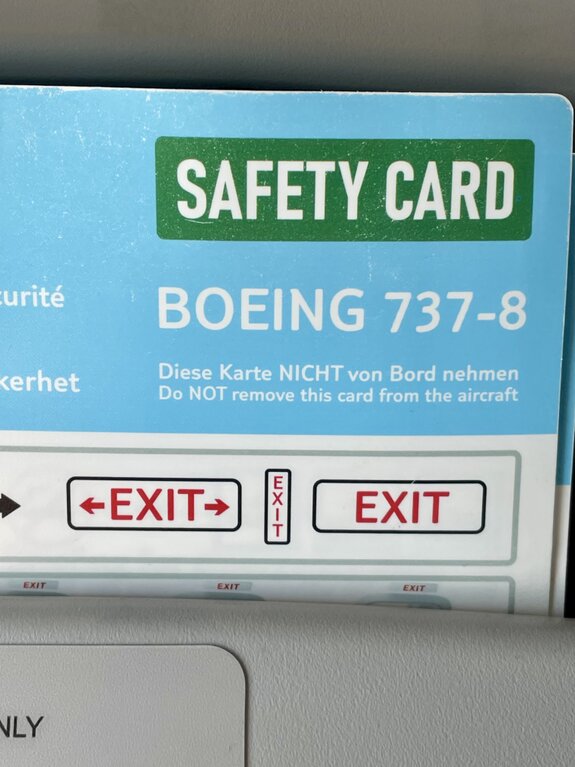 SAFETY CARD
curité
BOEING 737-8
kerhet
Diese Karte NICHT von Bord nehmen
Do NOT remove this card from the aircraft
←EXIT→ EXIT EXIT
EXIT EXIT EXIT
NLY